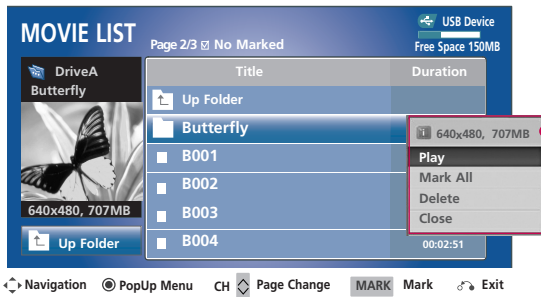 MOVIE LIST
Page 2/3 ☑ No Marked
USB Device
Free Space 150MB
DriveA
Butterfly
640x480, 707MB
Up Folder
Title Duration
Up Folder
Butterfly
B001
B002
B003
B004 00:02:51
640x480, 707MB
Play
Mark All
Delete
Close
Navigation PopUp Menu CH Page Change MARK Mark Exit